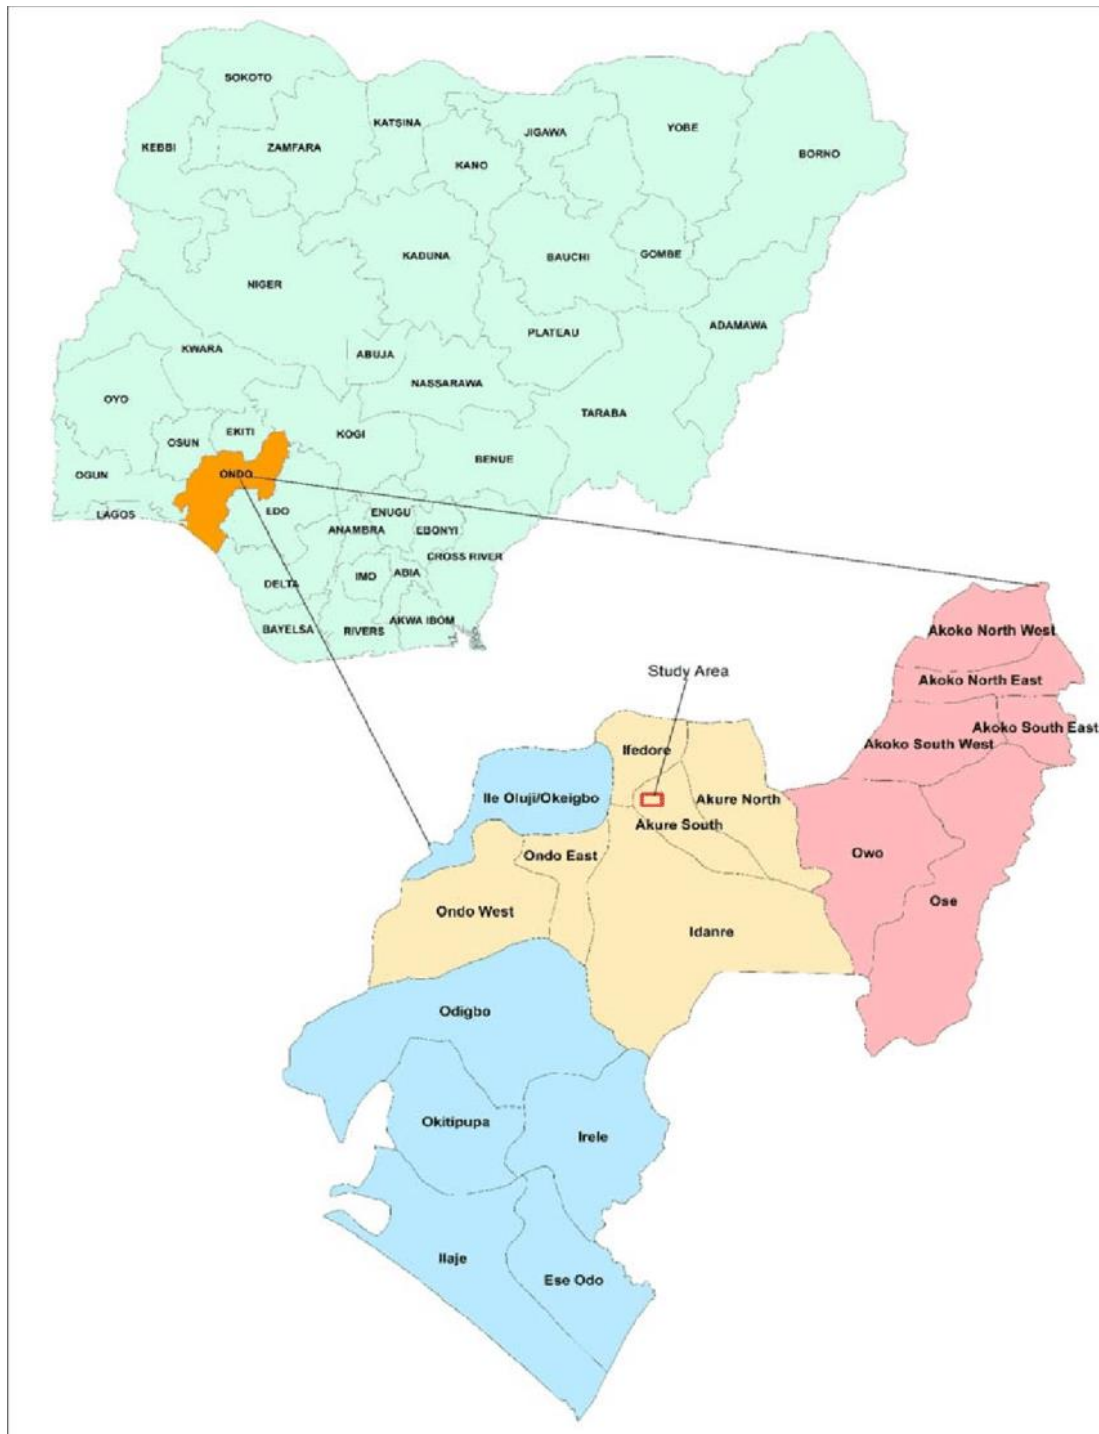 SOKOTO
KATSINA
JIGAWA
YOBE
KEBBI
ZAMFARA
KANO
BORNO
KADUNA
BAUCHI
GOMBE
NIGER
ADAMAWA
PLATEAU
KWARA
ABUJA
NASSARAWA
OYO
TARABA
EKITI
OSUN
KOGI
BENUE
OGUN
ONDO
LAGOS
EDO
ENUGU
ANAMBRA
EBONYI
CROSS RIVER
DELTA
IMO
ABIA
BAYELSA
RIVERS
AKWA IBOM
Study Area
Akoko North West
Akoko North East
Akoko South East
Akoko South West
Ifedore
Ile Oluji/Okeigbo
Akure North
Akure South
Ondo East
Owo
Ondo West
Ose
Idanre
Odigbo
Okitipupa
Irele
Ilaje
Ese Odo